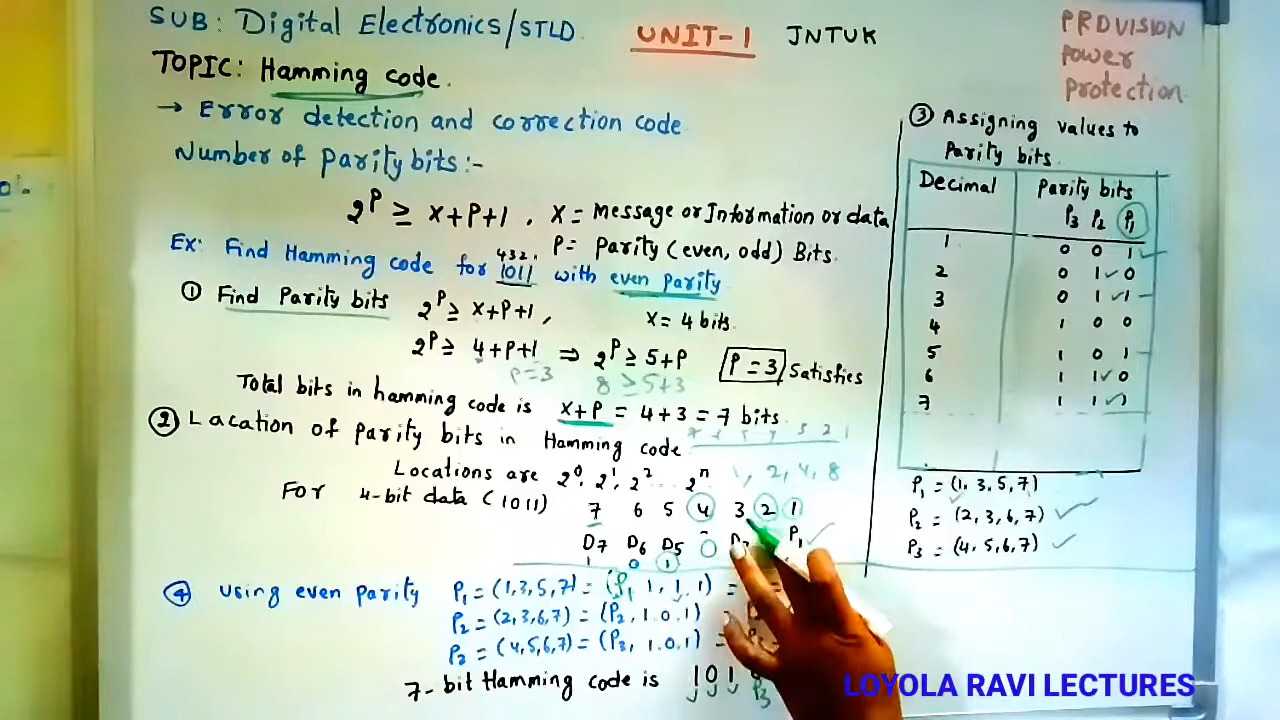 SUB: Digital Electronics/STLD UNIT-1 JNTUK
TOPIC: Hamming code.
→ Error detection and correction code
Number of Parity bits:-
2^P ≥ x+P+1, x = Message or Information or data
P = Parity (even, odd) Bits.
432.
Ex: Find Hamming code for 1011 with even parity
① Find Parity bits 2^P ≥ x+P+1, x = 4 bits.
2^P ≥ 4+P+1 ⇒ 2^P ≥ 5+P P=3 Satisfies
P=3 8 ≥ 5+3
Total bits in hamming code is x+P = 4+3 = 7 bits.
② Lacation of Parity bits in Hamming code
Locations are 2^0, 2^1, 2^2 ... 2^n 1, 2, 4, 8
For 4-bit data (1011) 7 6 5 4 3 2 1
D7 D6 D5 P1
1 0 1
④ using even parity P1 = (1,3,5,7) = (P1 1, 1, 1) =
P2 = (2,3,6,7) = (P2, 1.0.1)
P2 = (4,5,6,7) = (P3, 1.0.1) =
7-bit Hamming code is 101
P3
PROVISION
Power
Protection.
③ Assigning values to
Parity bits.
Decimal Parity bits
P3 P2 P1
1 0 0 1
2 0 1 0
3 0 1 1
4 1 0 0
5 1 0 1
6 1 1 0
7 1 1 1
P1 = (1, 3, 5, 7)
P2 = (2, 3, 6, 7)
P3 = (4, 5, 6, 7)
LOYOLA RAVI LECTURES